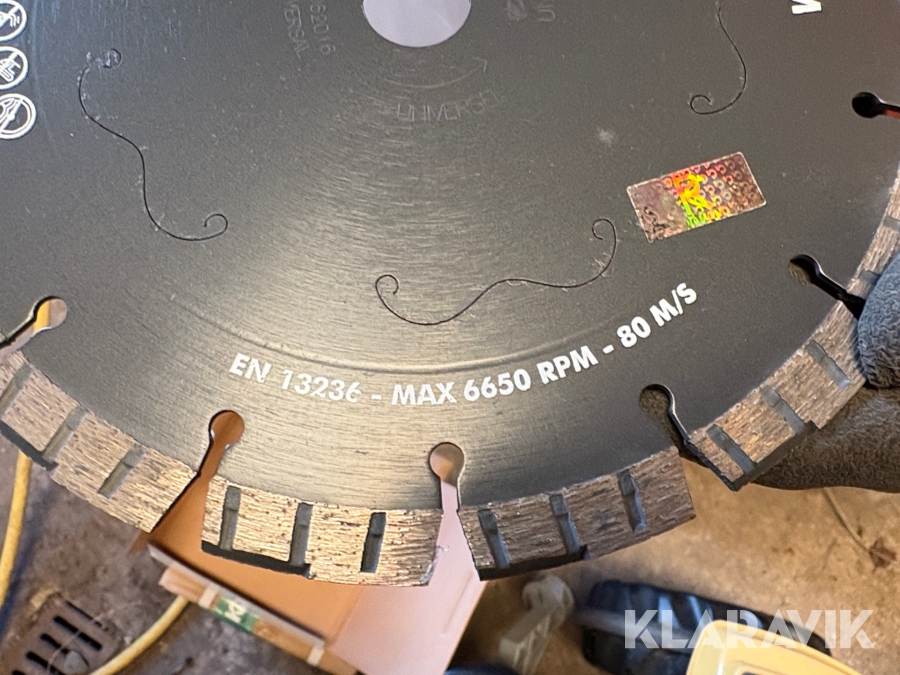 UNIVERSAL
EN 13236 - MAX 6650 RPM - 80 M/S
KLARAVIK